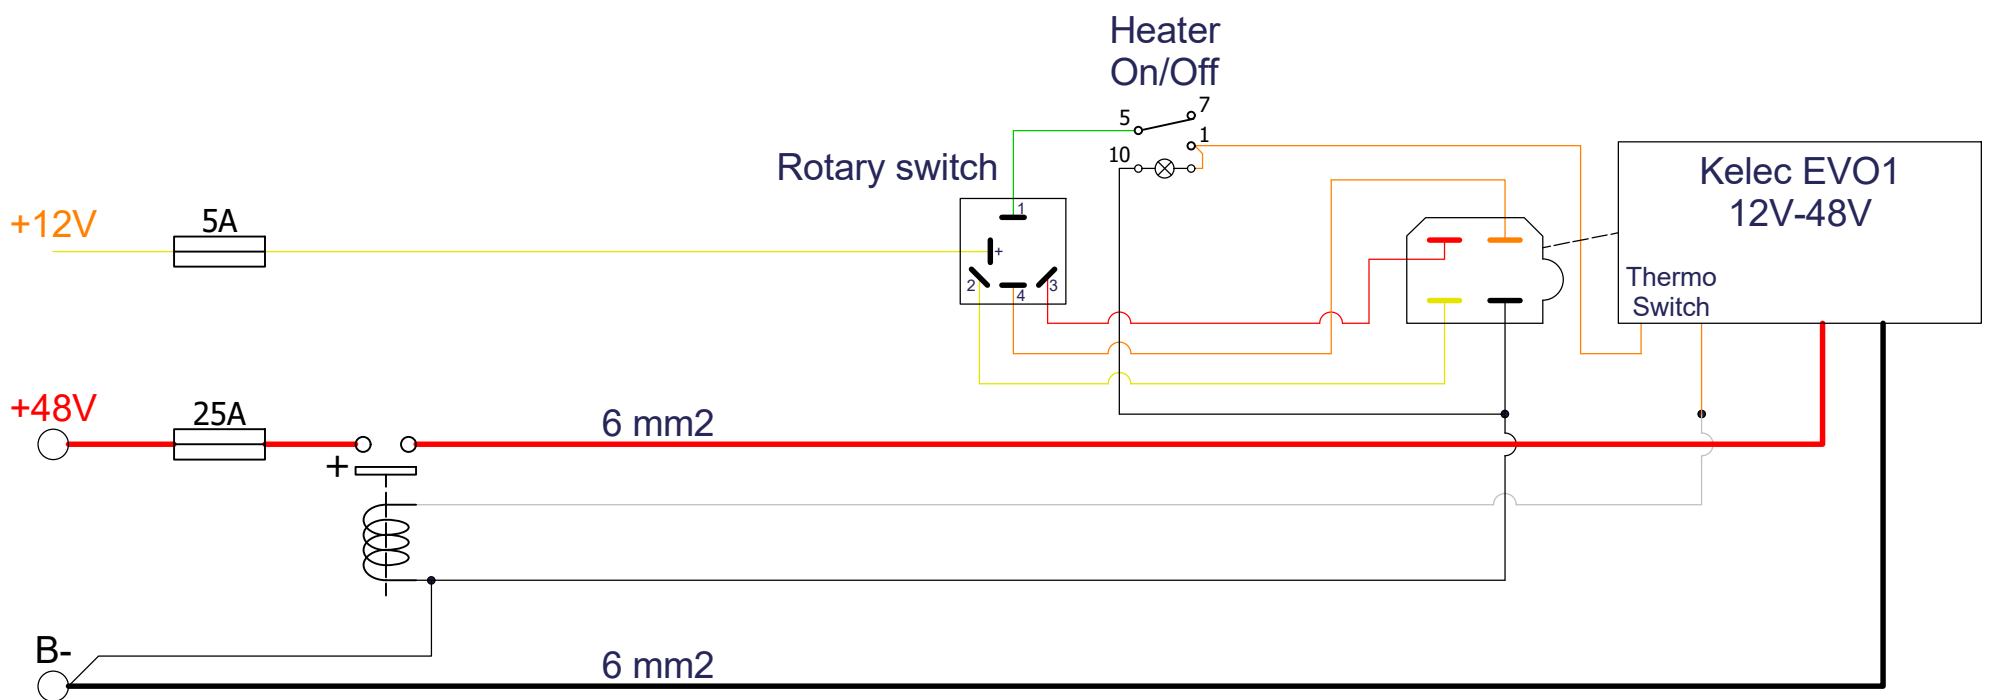 Heater
On/Off
7
5
1
10
Rotary switch
Kelec EVO1
12V-48V
+12V
5A
1
+
2
4
3
Thermo
Switch
+48V
25A
6 mm2
+
B-
6 mm2